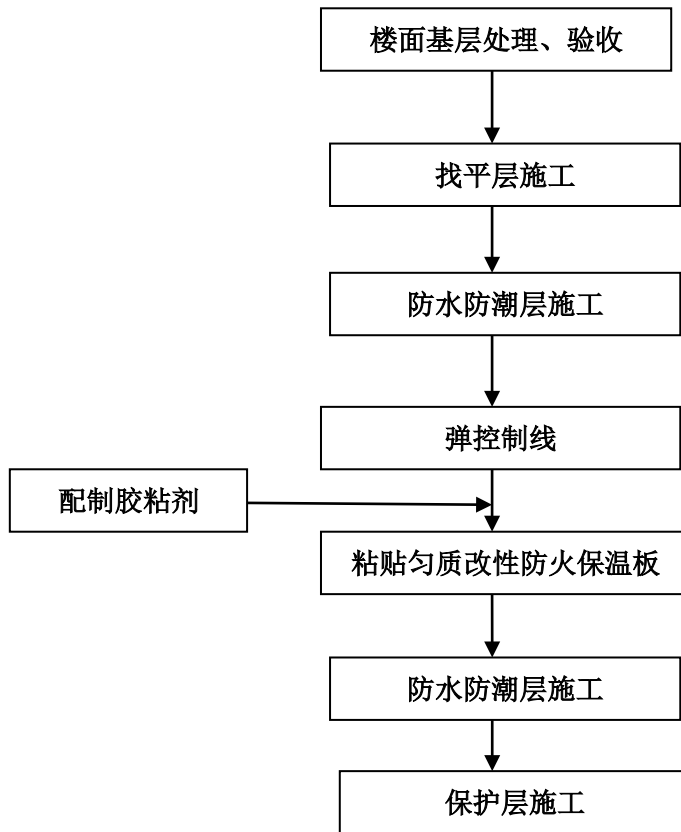 楼面基层处理、验收
找平层施工
防水防潮层施工
弹控制线
配制胶粘剂
粘贴匀质改性防火保温板
防水防潮层施工
保护层施工